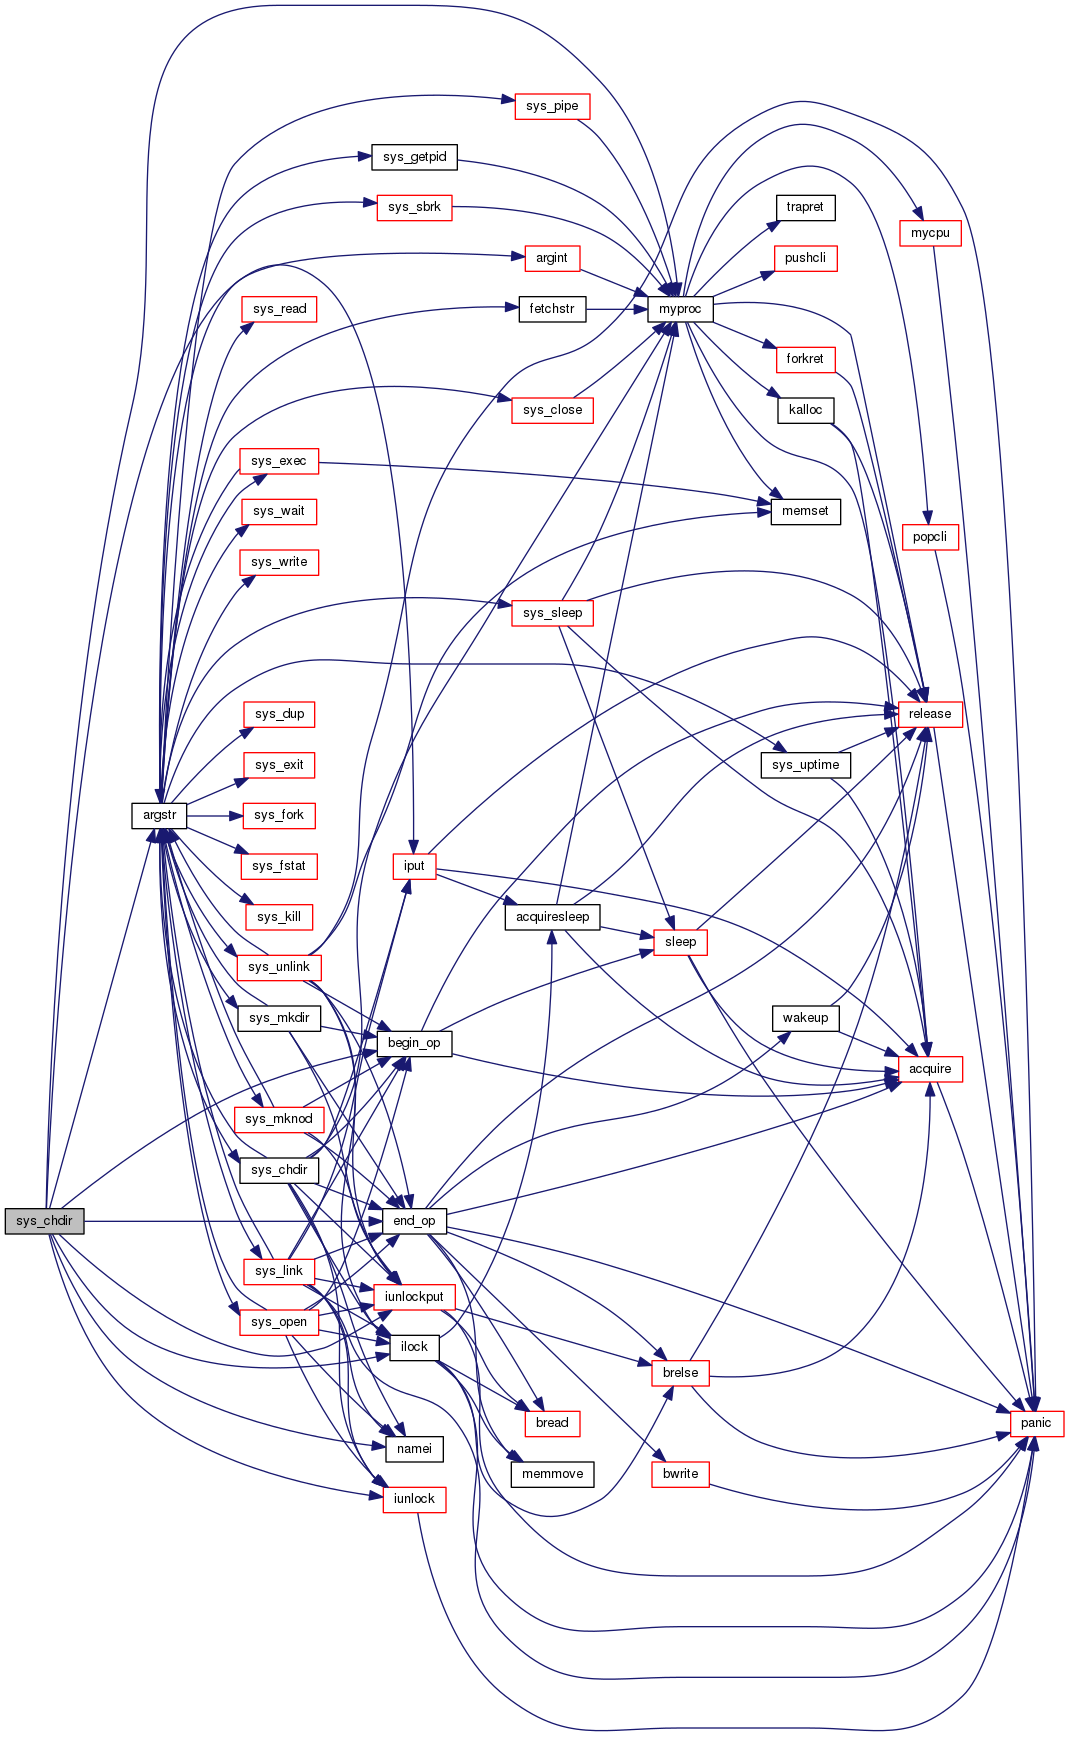 sys_pipe
sys_getpid
trapret
sys_sbrk
mycpu
argint
pushcli
sys_read
fetchstr
myproc
forkret
sys_close
kalloc
sys_exec
sys_wait
memset
popcli
sys_write
sys_sleep
sys_dup
release
sys_exit
sys_uptime
argstr
sys_fork
sys_fstat
iput
sys_kill
acquiresleep
sleep
sys_unlink
sys_mkdir
wakeup
begin_op
acquire
sys_mknod
sys_chdir
sys_chdir
end_op
sys_link
iunlockput
sys_open
ilock
brelse
bread
panic
namei
memmove
bwrite
iunlock